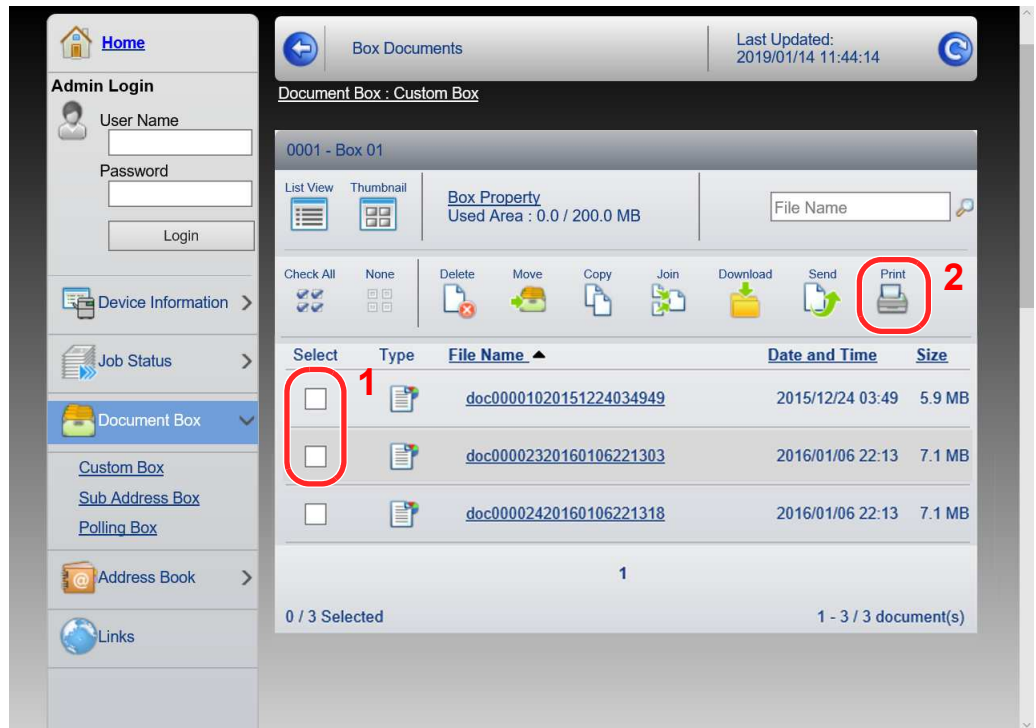 Home
Admin Login
User Name
Password
Login
Device Information
Job Status
Document Box
Custom Box
Sub Address Box
Polling Box
Address Book
Links
Box Documents
Last Updated:
2019/01/14 11:44:14
Document Box : Custom Box
0001 - Box 01
List View Thumbnail
Box Property
Used Area : 0.0 / 200.0 MB
File Name
Check All None Delete Move Copy Join Download Send Print
2
Select Type File Name Date and Time Size
1
doc00001020151224034949 2015/12/24 03:49 5.9 MB
doc00002320160106221303 2016/01/06 22:13 7.1 MB
doc00002420160106221318 2016/01/06 22:13 7.1 MB
1
0 / 3 Selected 1 - 3 / 3 document(s)